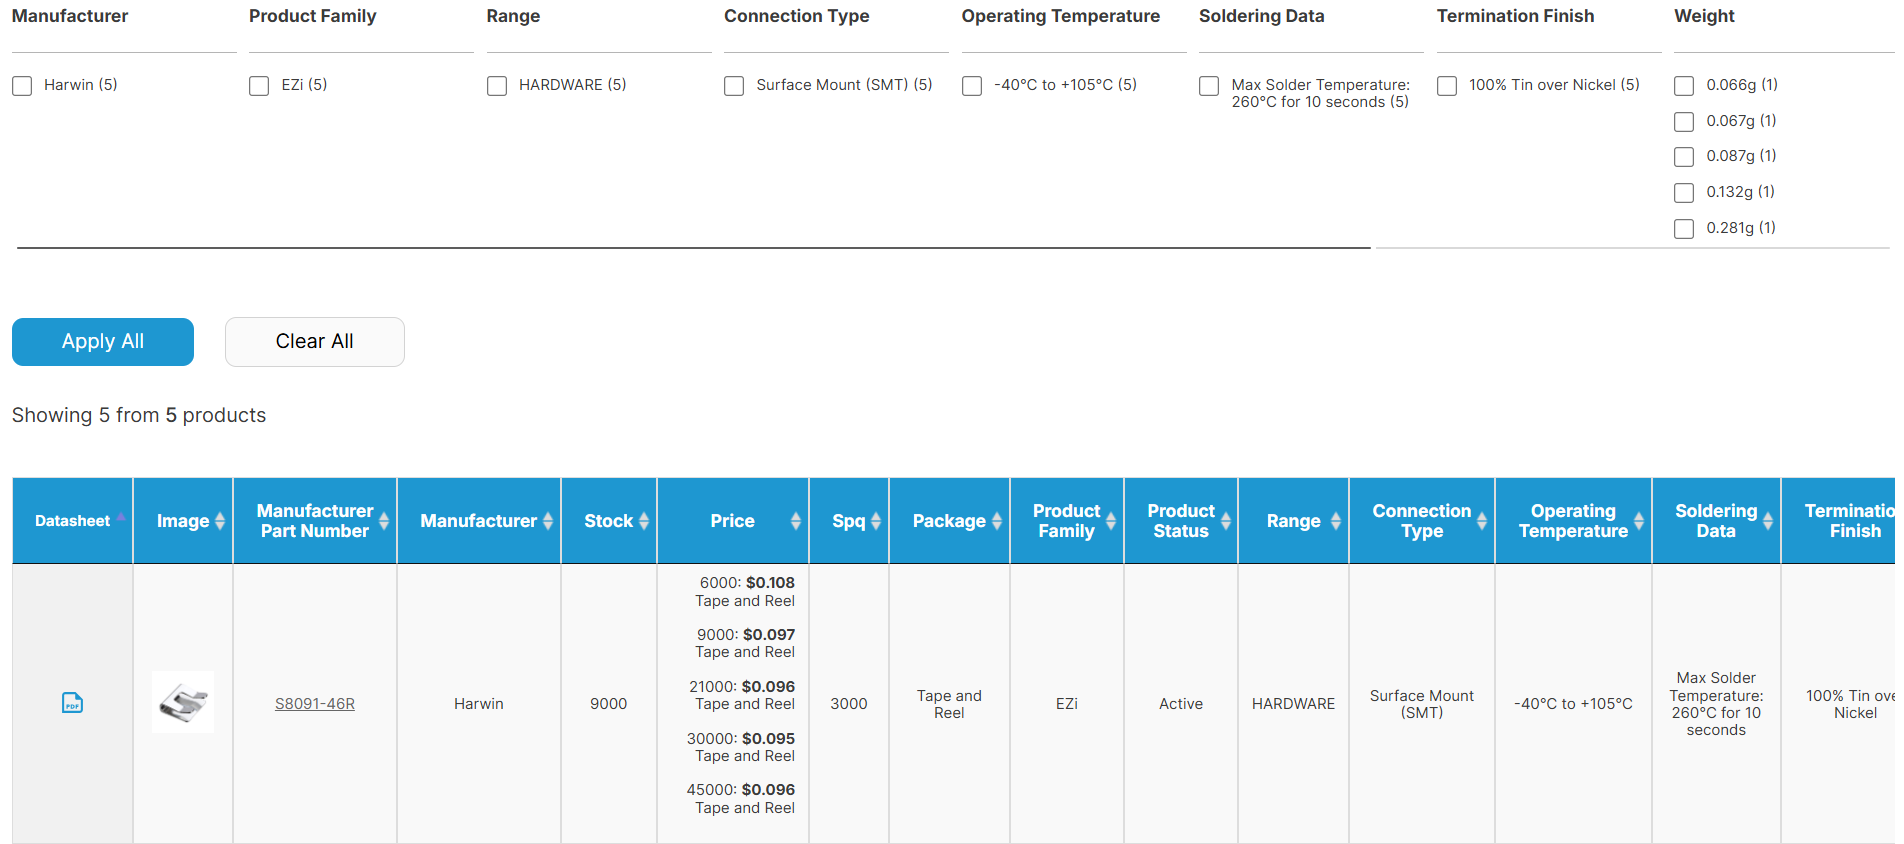 Manufacturer
Product Family
Range
Connection Type
Operating Temperature
Soldering Data
Termination Finish
Weight
Harwin (5)
EZi (5)
HARDWARE (5)
Surface Mount (SMT) (5)
-40°C to +105°C (5)
Max Solder Temperature:
260°C for 10 seconds (5)
100% Tin over Nickel (5)
0.066g (1)
0.067g (1)
0.087g (1)
0.132g (1)
0.281g (1)
Apply All
Clear All
Showing 5 from 5 products
Datasheet
Image
Manufacturer
Part Number
Manufacturer
Stock
Price
Spq
Package
Product
Family
Product
Status
Range
Connection
Type
Operating
Temperature
Soldering
Data
Terminatio
Finish
PDF
S8091-46R
Harwin
9000
6000: $0.108
Tape and Reel
9000: $0.097
Tape and Reel
21000: $0.096
Tape and Reel
30000: $0.095
Tape and Reel
45000: $0.096
Tape and Reel
3000
Tape and
Reel
EZi
Active
HARDWARE
Surface Mount
(SMT)
-40°C to +105°C
Max Solder
Temperature:
260°C for 10
seconds
100% Tin ove
Nickel